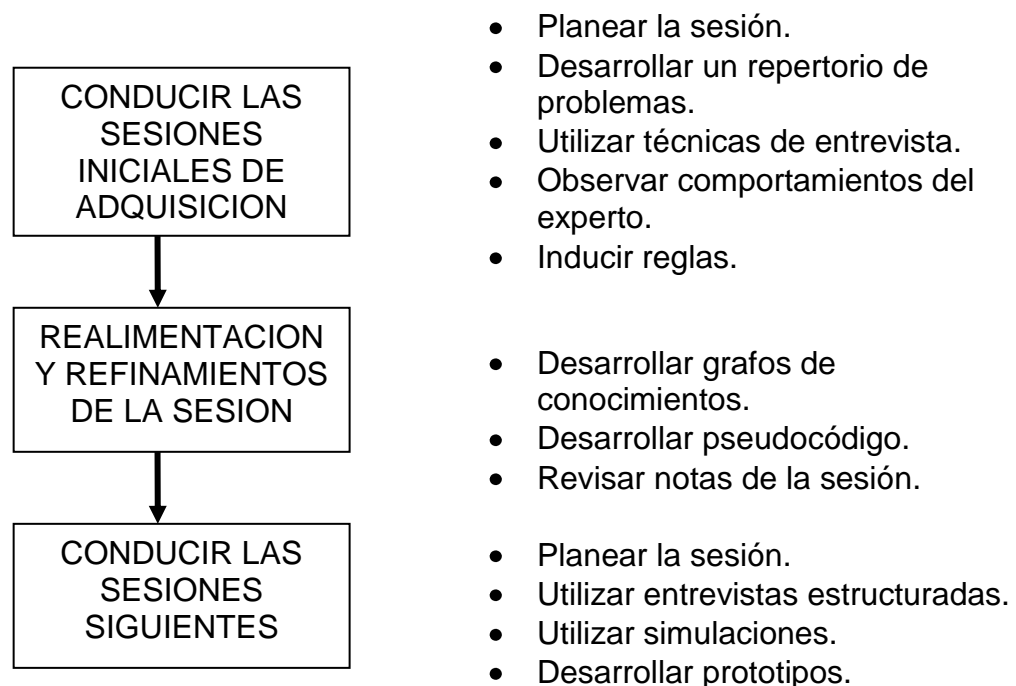 CONDUCIR LAS
SESIONES
INICIALES DE
ADQUISICION
• Planear la sesión.
• Desarrollar un repertorio de
problemas.
• Utilizar técnicas de entrevista.
• Observar comportamientos del
experto.
• Inducir reglas.
REALIMENTACION
Y REFINAMIENTOS
DE LA SESION
• Desarrollar grafos de
conocimientos.
• Desarrollar pseudocódigo.
• Revisar notas de la sesión.
CONDUCIR LAS
SESIONES
SIGUIENTES
• Planear la sesión.
• Utilizar entrevistas estructuradas.
• Utilizar simulaciones.
• Desarrollar prototipos.